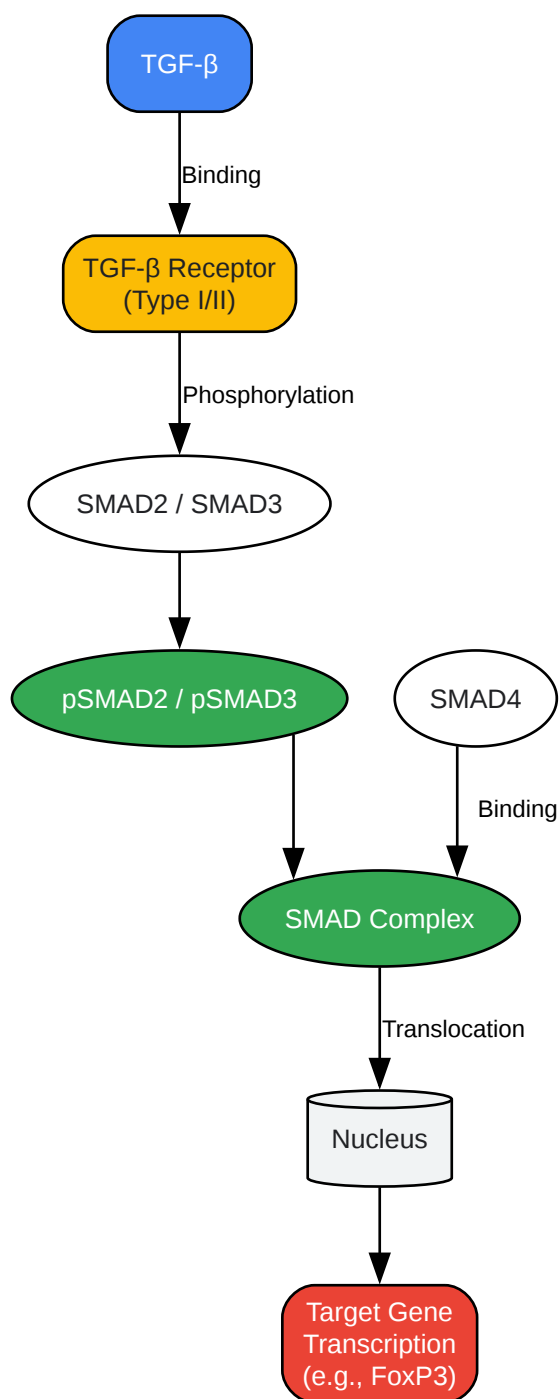 TGF-β
Binding
TGF-β Receptor
(Type I/II)
Phosphorylation
SMAD2 / SMAD3
pSMAD2 / pSMAD3
SMAD4
Binding
SMAD Complex
Translocation
Nucleus
Target Gene
Transcription
(e.g., FoxP3)